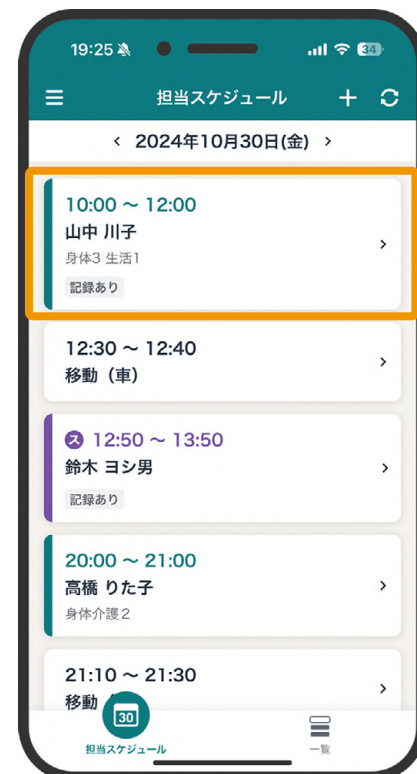 19:25
34
担当スケジュール
2024年10月30日(金)
10:00 〜 12:00
山中 川子
身体3 生活1
記録あり
12:30 〜 12:40
移動（車）
ス 12:50 〜 13:50
鈴木 ヨシ男
記録あり
20:00 〜 21:00
高橋 りた子
身体介護2
21:10 〜 21:30
移動
30
担当スケジュール
一覧